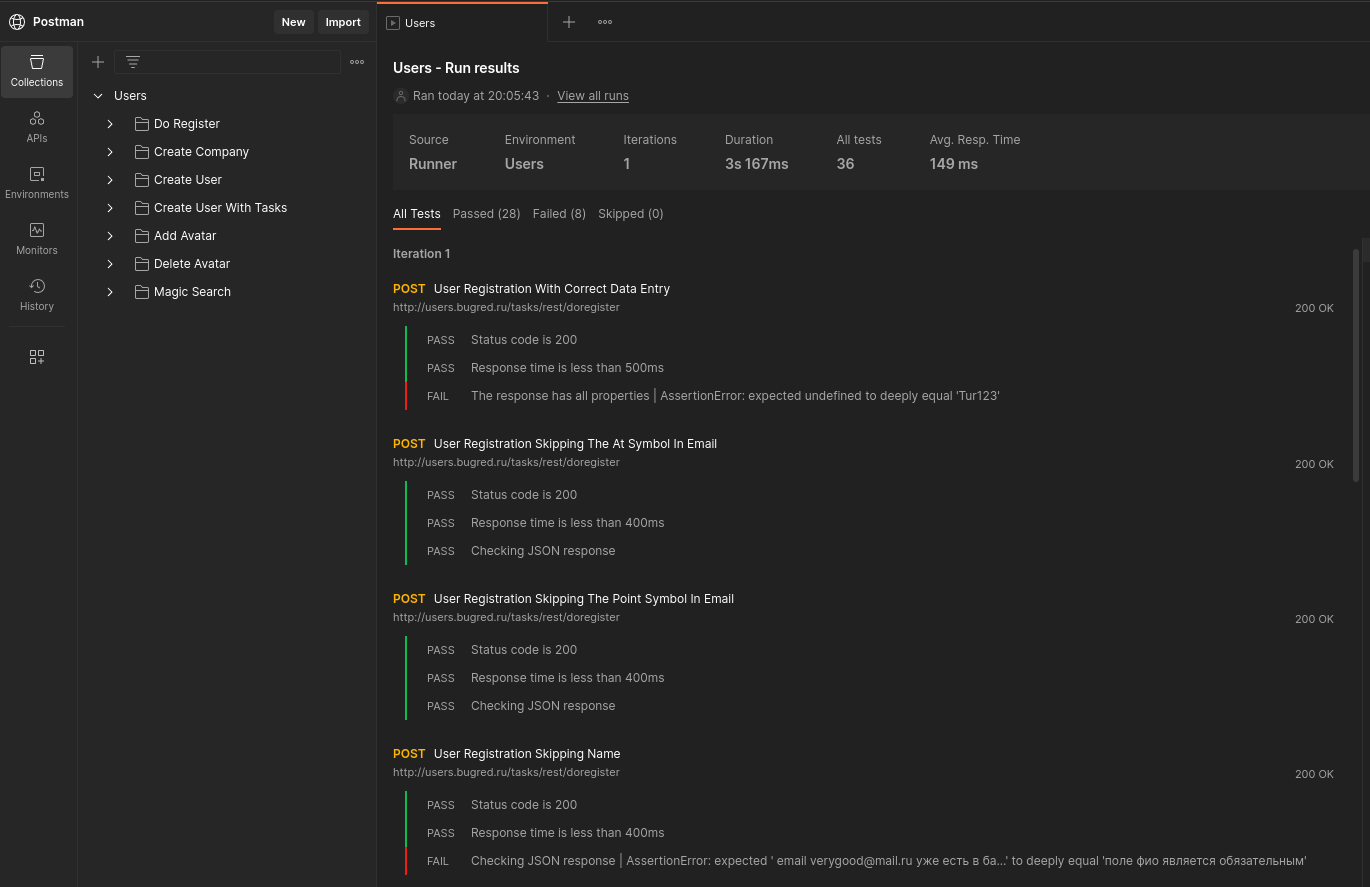 Postman
New
Import
Users
Collections
APIs
Environments
Monitors
History
Users
Do Register
Create Company
Create User
Create User With Tasks
Add Avatar
Delete Avatar
Magic Search
Users - Run results
Ran today at 20:05:43 · View all runs
Source Environment Iterations Duration All tests Avg. Resp. Time
Runner Users 1 3s 167ms 36 149 ms
All Tests Passed (28) Failed (8) Skipped (0)
Iteration 1
POST User Registration With Correct Data Entry
http://users.bugred.ru/tasks/rest/doregister 200 OK
PASS Status code is 200
PASS Response time is less than 500ms
FAIL The response has all properties | AssertionError: expected undefined to deeply equal 'Tur123'
POST User Registration Skipping The At Symbol In Email
http://users.bugred.ru/tasks/rest/doregister 200 OK
PASS Status code is 200
PASS Response time is less than 400ms
PASS Checking JSON response
POST User Registration Skipping The Point Symbol In Email
http://users.bugred.ru/tasks/rest/doregister 200 OK
PASS Status code is 200
PASS Response time is less than 400ms
PASS Checking JSON response
POST User Registration Skipping Name
http://users.bugred.ru/tasks/rest/doregister 200 OK
PASS Status code is 200
PASS Response time is less than 400ms
FAIL Checking JSON response | AssertionError: expected ' email verygood@mail.ru уже есть в ба...' to deeply equal 'поле фио является обязательным'